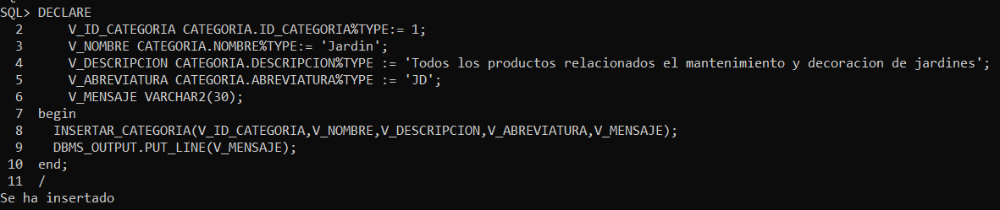 SQL> DECLARE
2 V_ID_CATEGORIA CATEGORIA.ID_CATEGORIA%TYPE:= 1;
3 V_NOMBRE CATEGORIA.NOMBRE%TYPE:= 'Jardin';
4 V_DESCRIPCION CATEGORIA.DESCRIPCION%TYPE := 'Todos los productos relacionados el mantenimiento y decoracion de jardines';
5 V_ABREVIATURA CATEGORIA.ABREVIATURA%TYPE := 'JD';
6 V_MENSAJE VARCHAR2(30);
7 begin
8 INSERTAR_CATEGORIA(V_ID_CATEGORIA,V_NOMBRE,V_DESCRIPCION,V_ABREVIATURA,V_MENSAJE);
9 DBMS_OUTPUT.PUT_LINE(V_MENSAJE);
10 end;
11 /
Se ha insertado